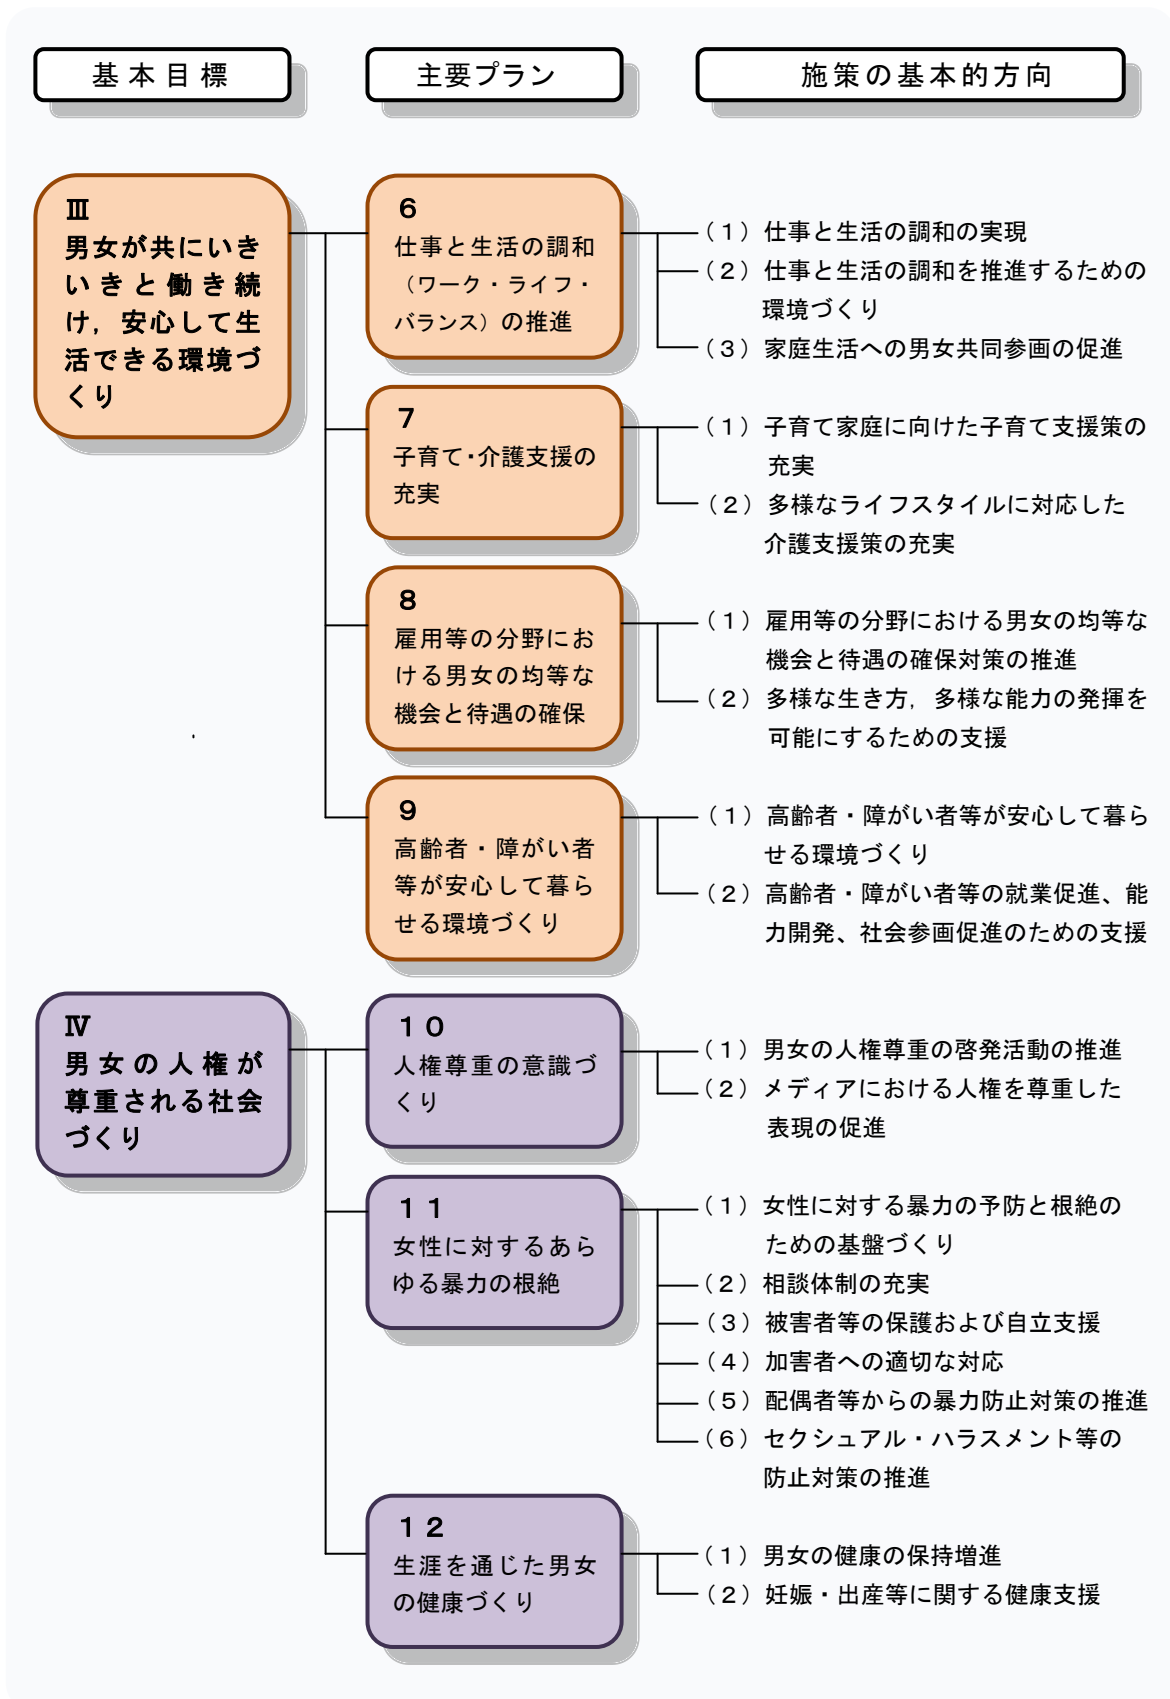 基本目標
主要プラン
施策の基本的方向
Ⅲ
男女が共にいき
いきと働き続
け，安心して生
活できる環境づ
くり
６
仕事と生活の調和
（ワーク・ライフ・
バランス）の推進
（１）仕事と生活の調和の実現
（２）仕事と生活の調和を推進するための
環境づくり
（３）家庭生活への男女共同参画の促進
７
子育て・介護支援の
充実
（１）子育て家庭に向けた子育て支援策の
充実
（２）多様なライフスタイルに対応した
介護支援策の充実
８
雇用等の分野にお
ける男女の均等な
機会と待遇の確保
（１）雇用等の分野における男女の均等な
機会と待遇の確保対策の推進
（２）多様な生き方，多様な能力の発揮を
可能にするための支援
９
高齢者・障がい者
等が安心して暮ら
せる環境づくり
（１）高齢者・障がい者等が安心して暮ら
せる環境づくり
（２）高齢者・障がい者等の就業促進、能
力開発、社会参画促進のための支援
Ⅳ
男女の人権が
尊重される社会
づくり
１０
人権尊重の意識づ
くり
（１）男女の人権尊重の啓発活動の推進
（２）メディアにおける人権を尊重した
表現の促進
１１
女性に対するあら
ゆる暴力の根絶
（１）女性に対する暴力の予防と根絶の
ための基盤づくり
（２）相談体制の充実
（３）被害者等の保護および自立支援
（４）加害者への適切な対応
（５）配偶者等からの暴力防止対策の推進
（６）セクシュアル・ハラスメント等の
防止対策の推進
１２
生涯を通じた男女
の健康づくり
（１）男女の健康の保持増進
（２）妊娠・出産等に関する健康支援